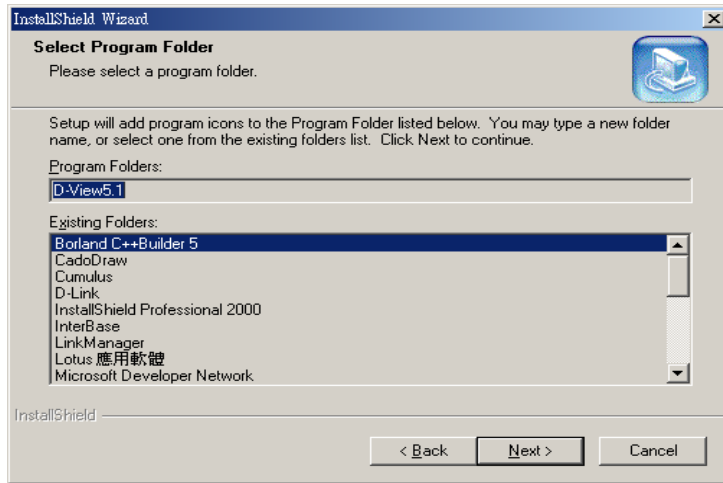 InstallShield Wizard
Select Program Folder
Please select a program folder.
Setup will add program icons to the Program Folder listed below. You may type a new folder
name, or select one from the existing folders list. Click Next to continue.
Program Folders:
D-View5.1
Existing Folders:
Borland C++Builder 5
CadoDraw
Cumulus
D-Link
InstallShield Professional 2000
InterBase
LinkManager
Lotus 應用軟體
Microsoft Developer Network
InstallShield
< Back
Next >
Cancel